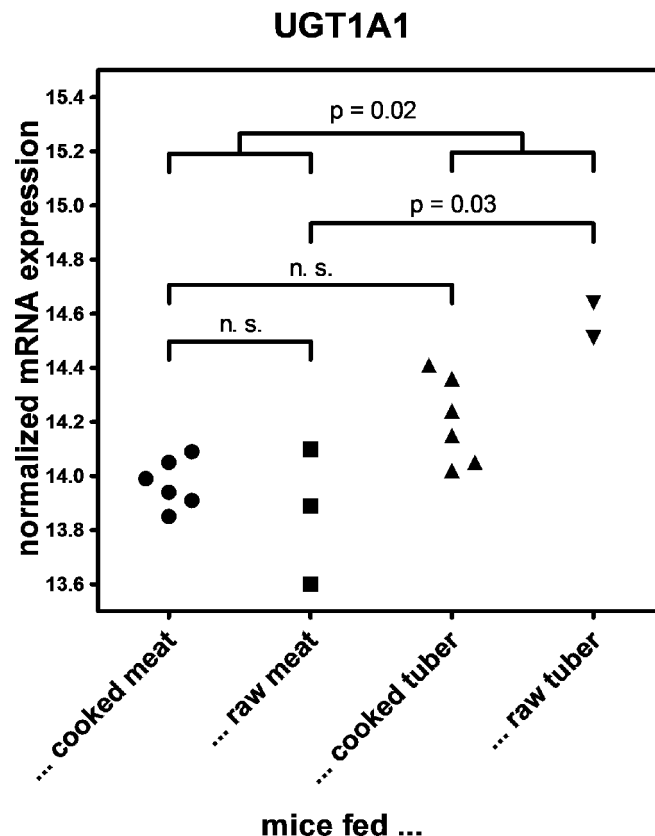 UGT1A1
normalized mRNA expression
15.4
15.2
15.0
14.8
14.6
14.4
14.2
14.0
13.8
13.6
p = 0.02
p = 0.03
n. s.
n. s.
... cooked meat
... raw meat
... cooked tuber
... raw tuber
mice fed ...